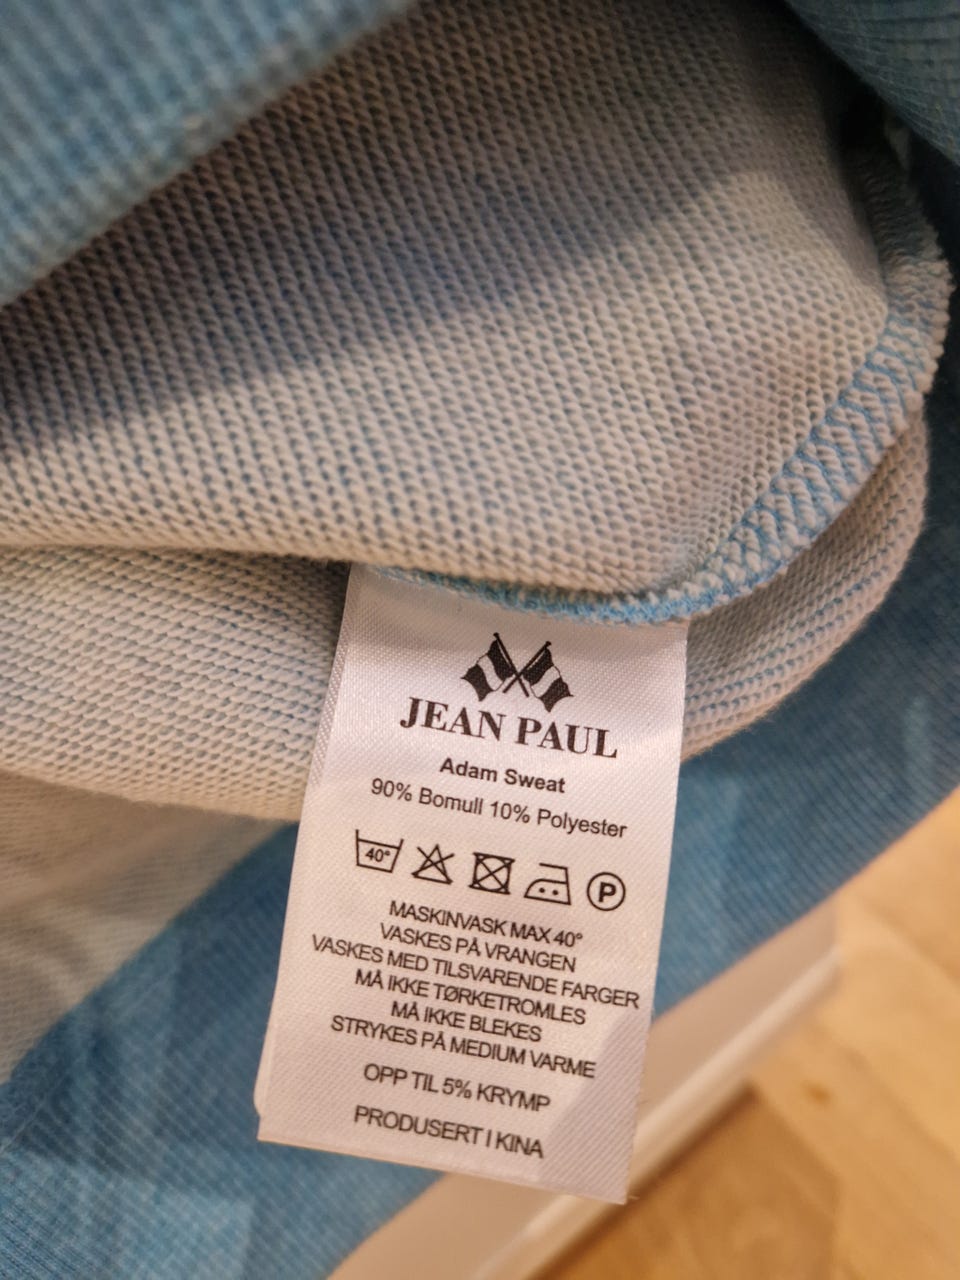 JEAN PAUL
Adam Sweat
90% Bomull 10% Polyester
40° P
MASKINVASK MAX 40°
VASKES PÅ VRANGEN
VASKES MED TILSVARENDE FARGER
MÅ IKKE TØRKETROMLES
MÅ IKKE BLEKES
STRYKES PÅ MEDIUM VARME
OPP TIL 5% KRYMP
PRODUSERT I KINA